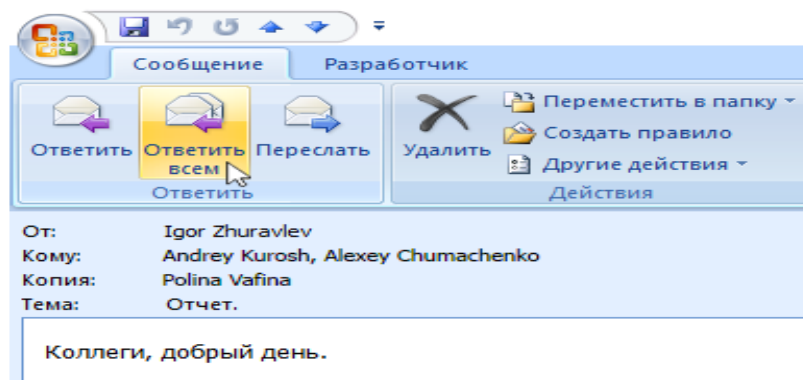 Сообщение Разработчик
Ответить Ответить всем Переслать Удалить
Переместить в папку
Создать правило
Другие действия
Ответить Действия
От: Igor Zhuravlev
Кому: Andrey Kurosh, Alexey Chumachenko
Копия: Polina Vafina
Тема: Отчет.
Коллеги, добрый день.